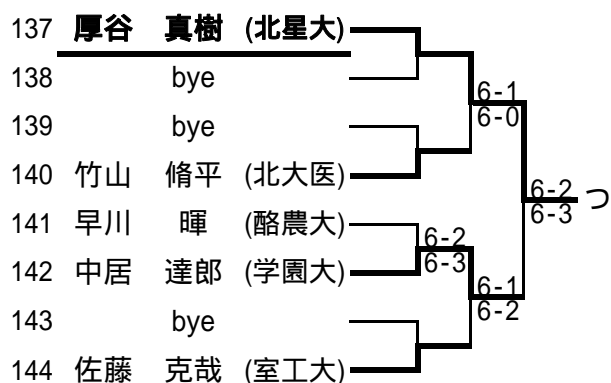 137 厚谷 真樹 (北星大)
138 bye
6-1
139 bye
6-0
140 竹山 脩平 (北大医)
6-2 つ
6-3
141 早川 暉 (酪農大)
6-2
142 中居 達郎 (学園大)
6-3
6-1
143 bye
6-2
144 佐藤 克哉 (室工大)